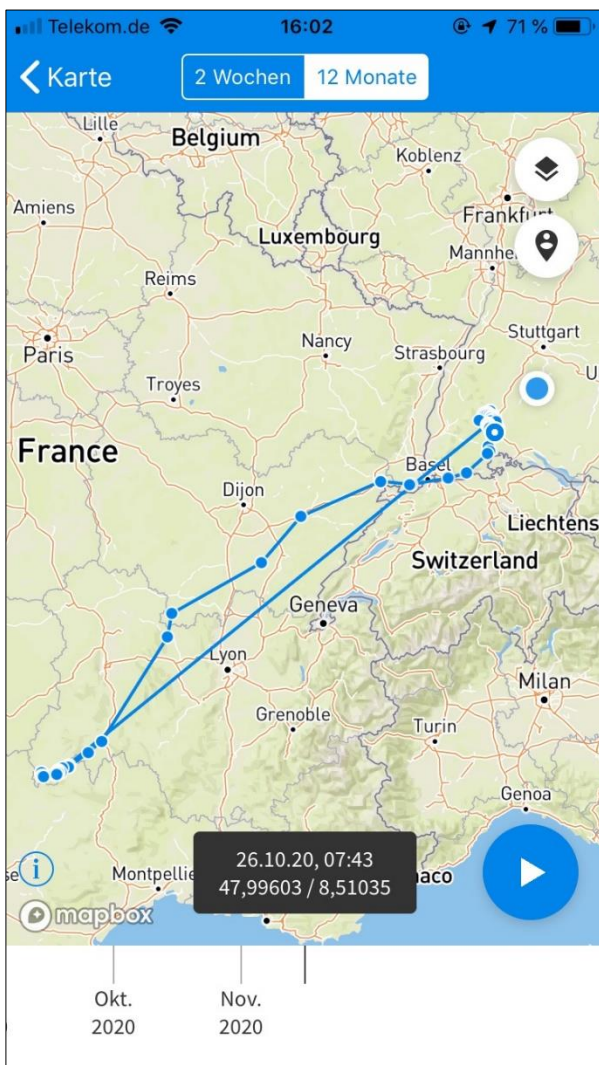 Telekom.de 16:02 71 %
Karte 2 Wochen 12 Monate
Lille
Belgium
Koblenz
Amiens
Frankfurt
Luxembourg
Reims
Paris
Nancy
Stuttgart
Strasbourg
Troyes
France
Basel
Dijon
Liechtens
Switzerland
Geneva
Lyon
Milan
Grenoble
Turin
Genoa
26.10.20, 07:43
47,99603 / 8,51035
Montpellie
aco
i
mapbox
Okt.
2020
Nov.
2020